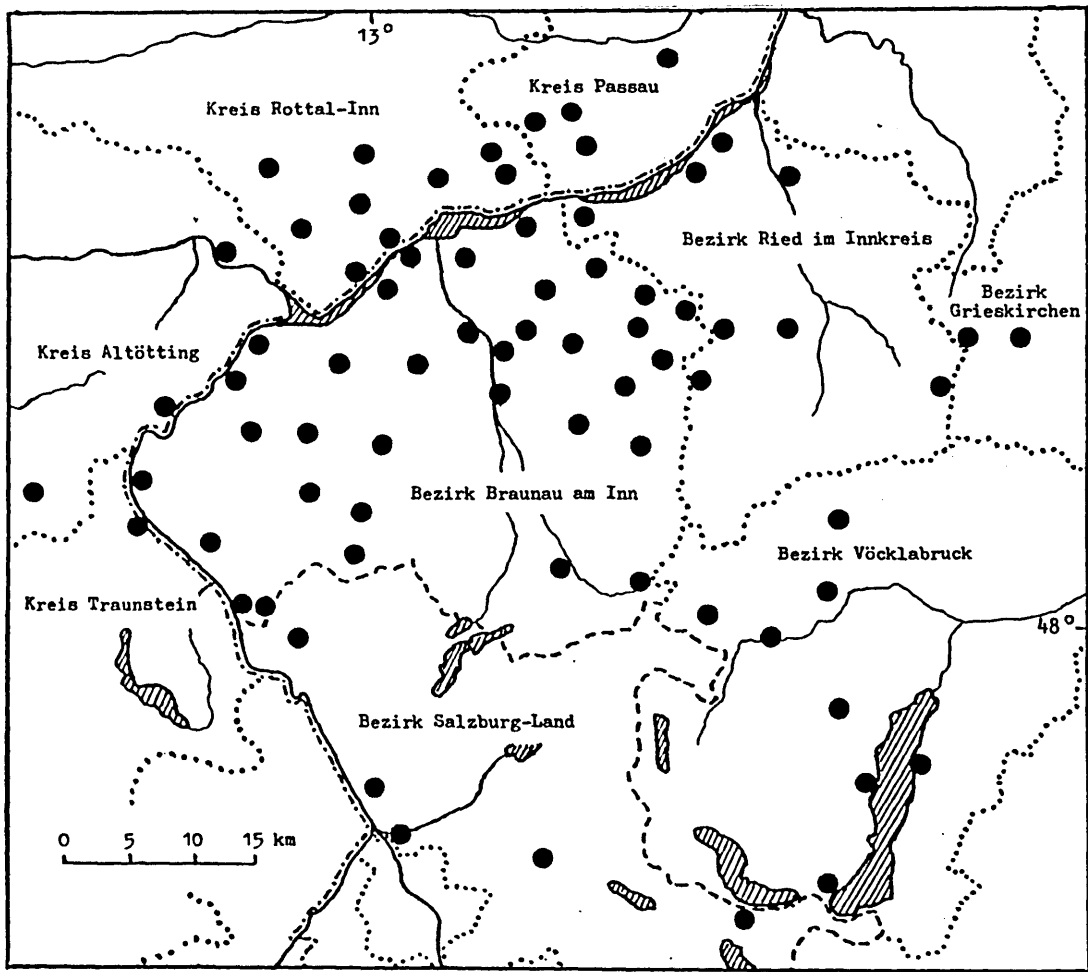 13°
Kreis Passau
Kreis Rottal-Inn
Bezirk Ried im Innkreis
Bezirk
Grieskirchen
Kreis Altötting
Bezirk Braunau am Inn
Bezirk Vöcklabruck
Kreis Traunstein
48°
Bezirk Salzburg-Land
0 5 10 15 km